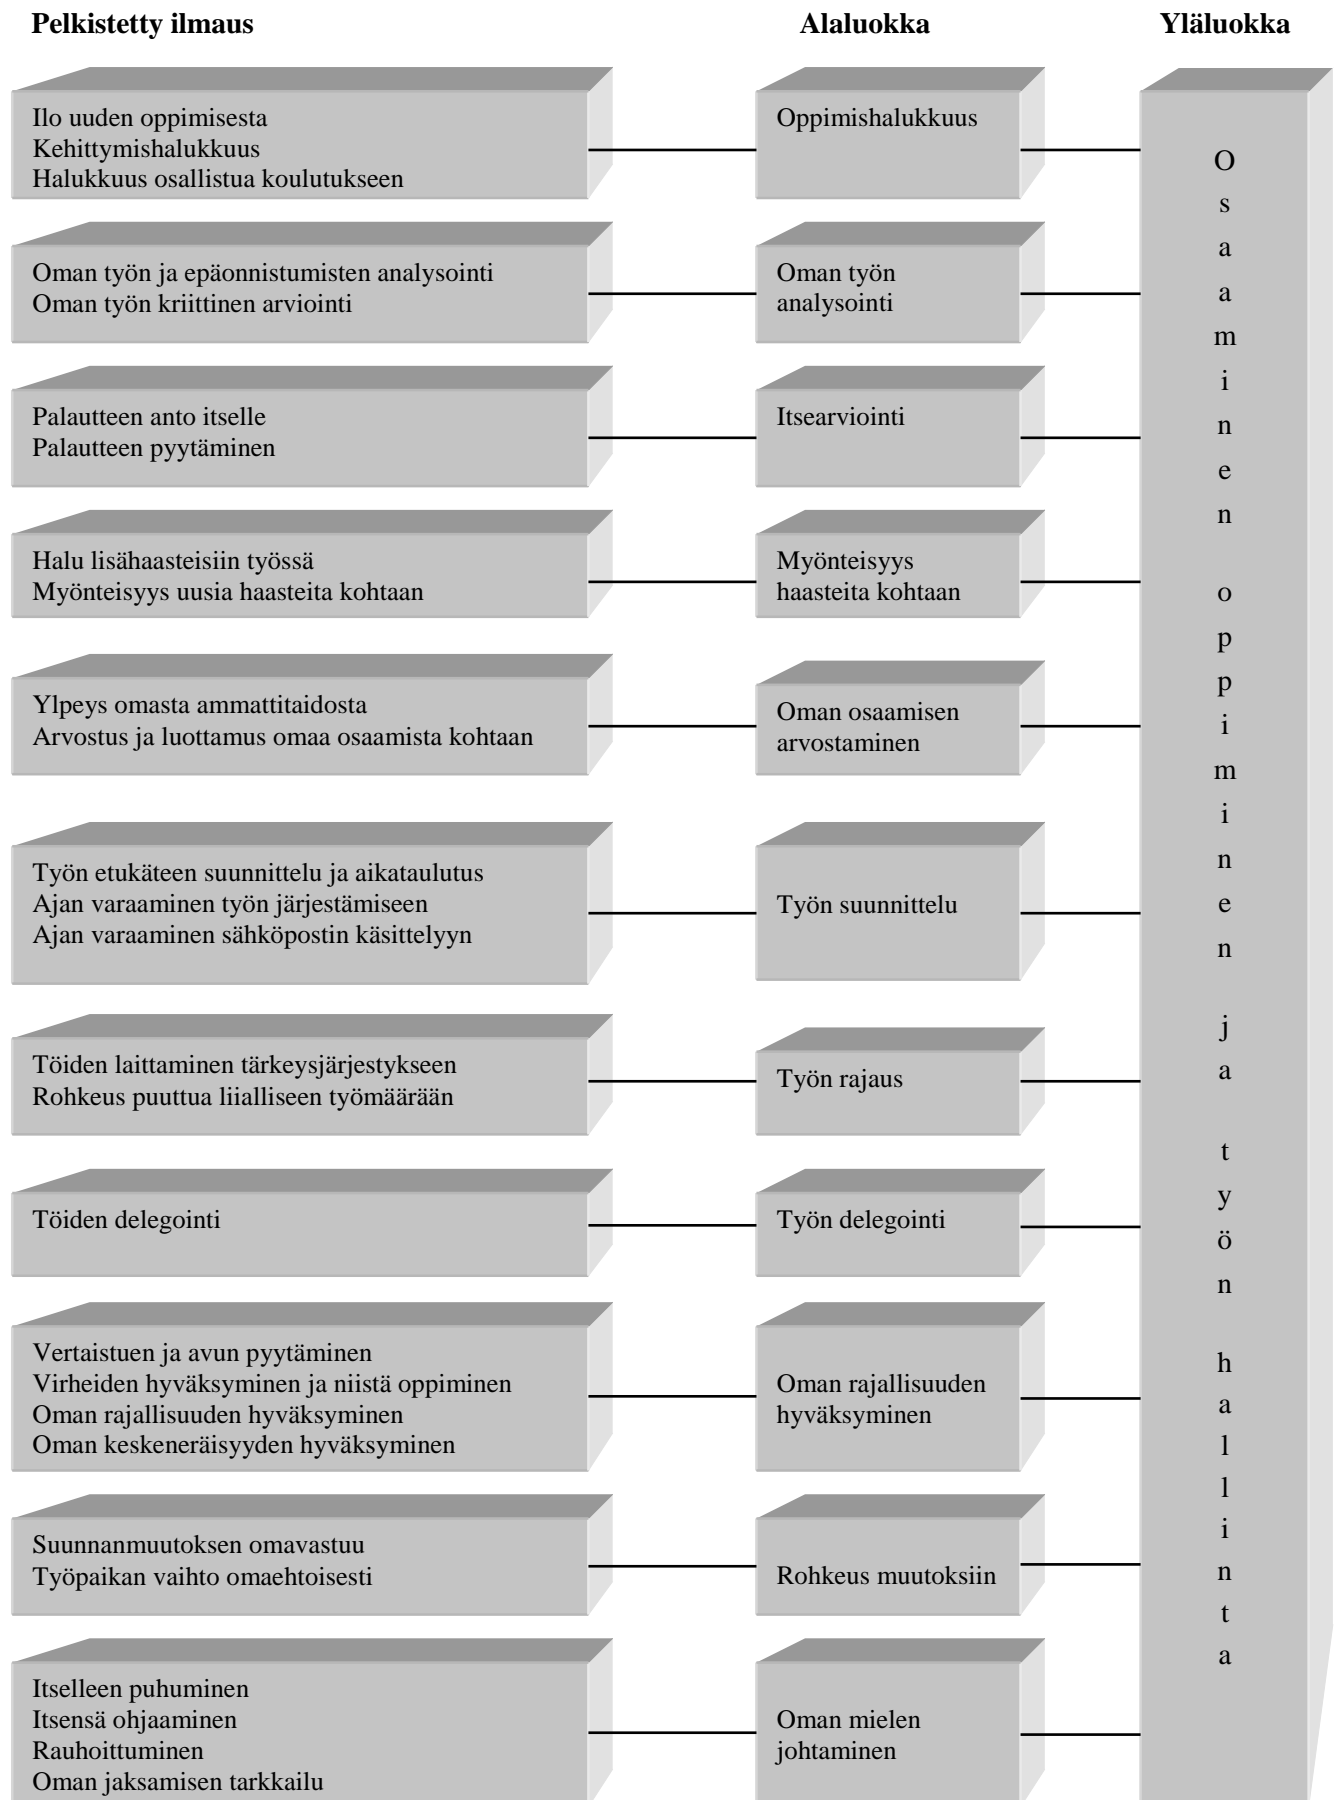 Pelkistetty ilmaus Alaluokka Yläluokka
Ilo uuden oppimisesta
Kehittymishalukkuus
Halukkuus osallistua koulutukseen
Oppimishalukkuus
Oman työn ja epäonnistumisten analysointi
Oman työn kriittinen arviointi
Oman työn
analysointi
Palautteen anto itselle
Palautteen pyytäminen
Itsearviointi
Halu lisähaasteisiin työssä
Myönteisyys uusia haasteita kohtaan
Myönteisyys
haasteita kohtaan
Ylpeys omasta ammattitaidosta
Arvostus ja luottamus omaa osaamista kohtaan
Oman osaamisen
arvostaminen
Työn etukäteen suunnittelu ja aikataulutus
Ajan varaaminen työn järjestämiseen
Ajan varaaminen sähköpostin käsittelyyn
Työn suunnittelu
Töiden laittaminen tärkeysjärjestykseen
Rohkeus puuttua liialliseen työmäärään
Työn rajaus
Töiden delegointi
Työn delegointi
Vertaistuen ja avun pyytäminen
Virheiden hyväksyminen ja niistä oppiminen
Oman rajallisuuden hyväksyminen
Oman keskeneräisyyden hyväksyminen
Oman rajallisuuden
hyväksyminen
Suunnanmuutoksen omavastuu
Työpaikan vaihto omaehtoisesti
Rohkeus muutoksiin
Itselleen puhuminen
Itsensä ohjaaminen
Rauhoittuminen
Oman jaksamisen tarkkailu
Oman mielen
johtaminen
Osaaminen oppiminen ja työn hallinta